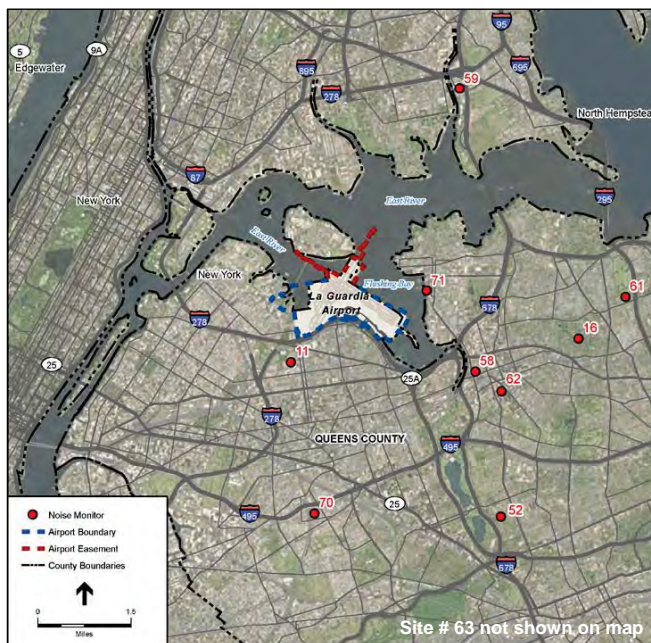 5
9A
Edgewater
95
895
278
695
59
North Hempstead
87
New York
East River
295
East River
New York
Flushing Bay
71
La Guardia
Airport
61
678
278
16
11
25
25A
58
62
278
QUEENS COUNTY
495
25
70
495
52
678
Noise Monitor
Airport Boundary
Airport Easement
County Boundaries
0 1.5
Miles
Site # 63 not shown on map